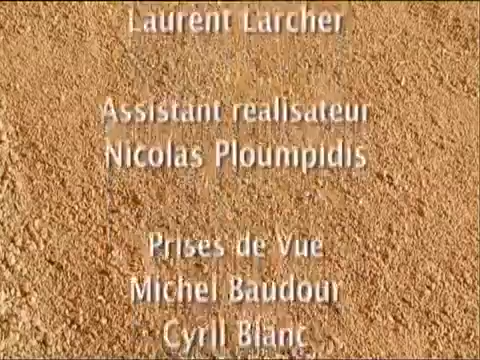 Laurent Larcher
Assistant realisateur
Nicolas Ploumpidis
Prises de Vue
Michel Baudour
Cyril Blanc